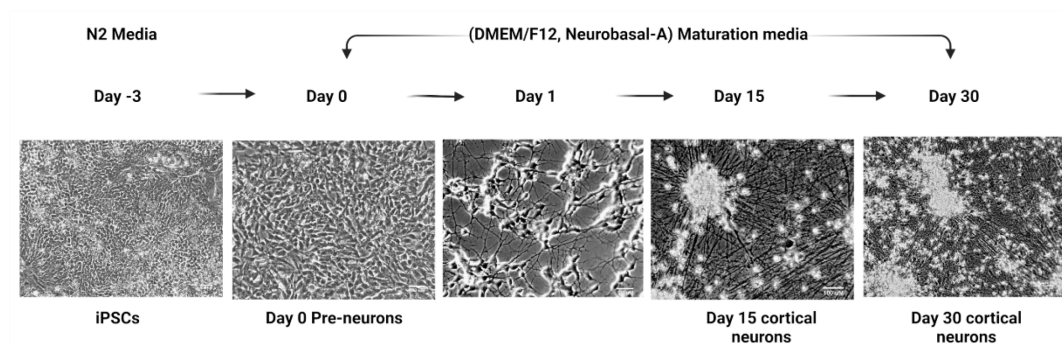 N2 Media
(DMEM/F12, Neurobasal-A) Maturation media
Day -3
Day 0
Day 1
Day 15
Day 30
iPSCs
Day 0 Pre-neurons
Day 15 cortical
neurons
Day 30 cortical
neurons